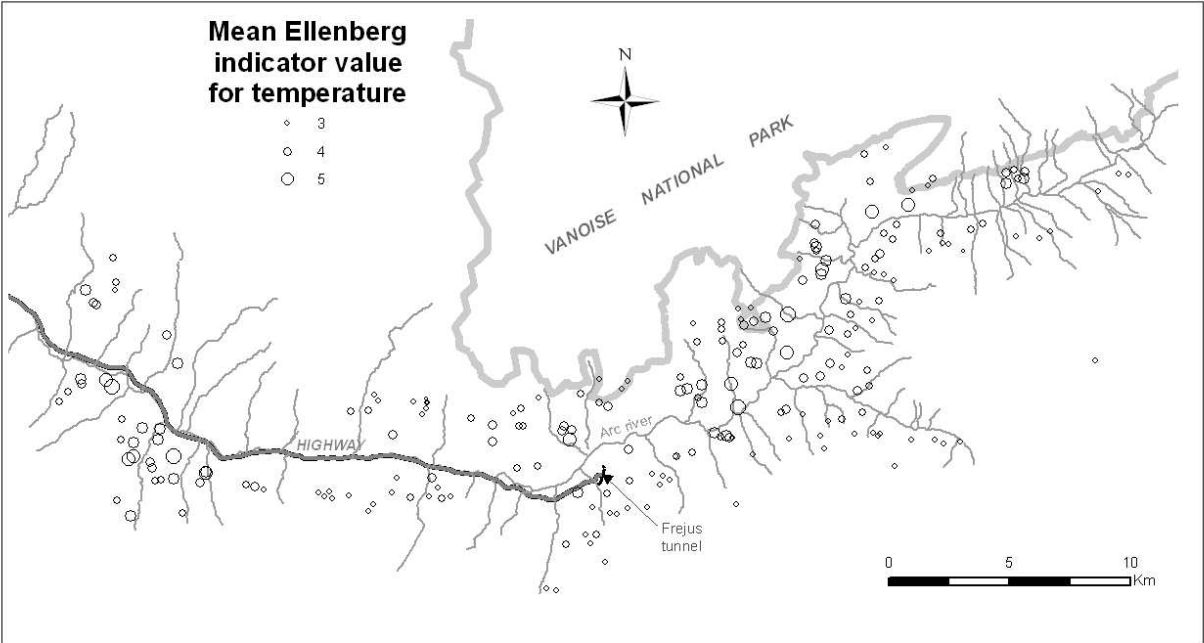 Mean Ellenberg
indicator value
for temperature
3
4
5
N
VANOISE NATIONAL PARK
HIGHWAY
Arc river
Frejus
tunnel
0 5 10
Km